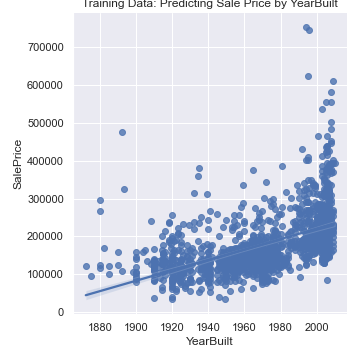 Training Data: Predicting Sale Price by YearBuilt
700000
600000
500000
400000
300000
200000
100000
0
SalePrice
1880 1900 1920 1940 1960 1980 2000
YearBuilt